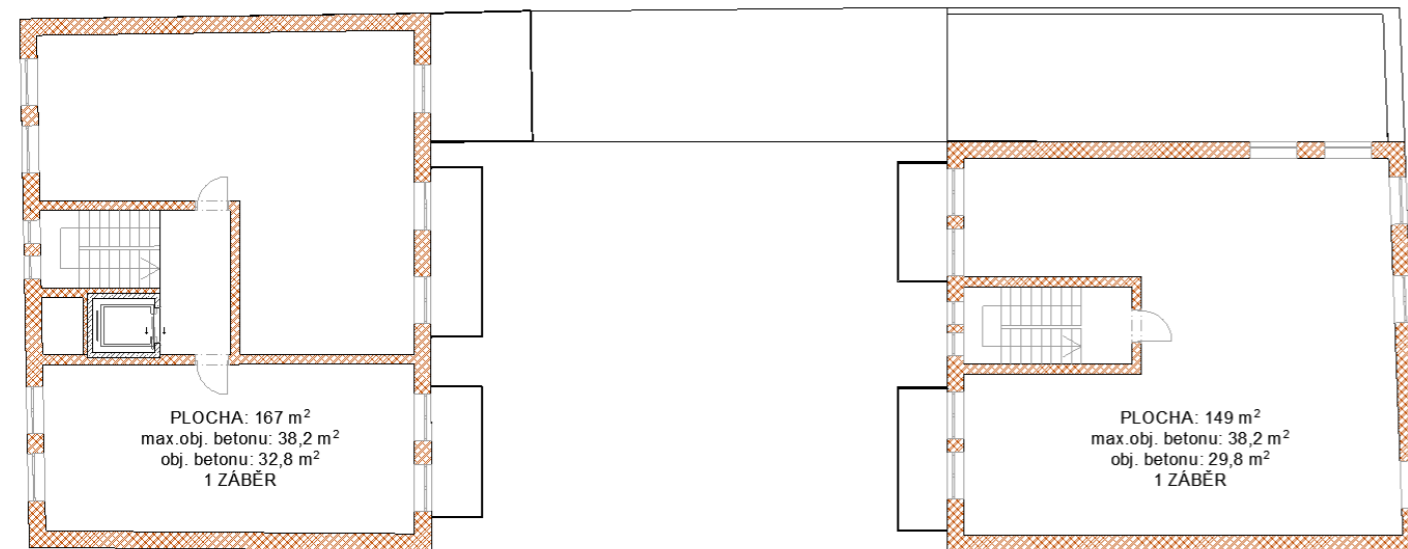 PLOCHA: 167 m²
max.obj. betonu: 38,2 m²
obj. betonu: 32,8 m²
1 ZÁBĚR
PLOCHA: 149 m²
max.obj. betonu: 38,2 m²
obj. betonu: 29,8 m²
1 ZÁBĚR